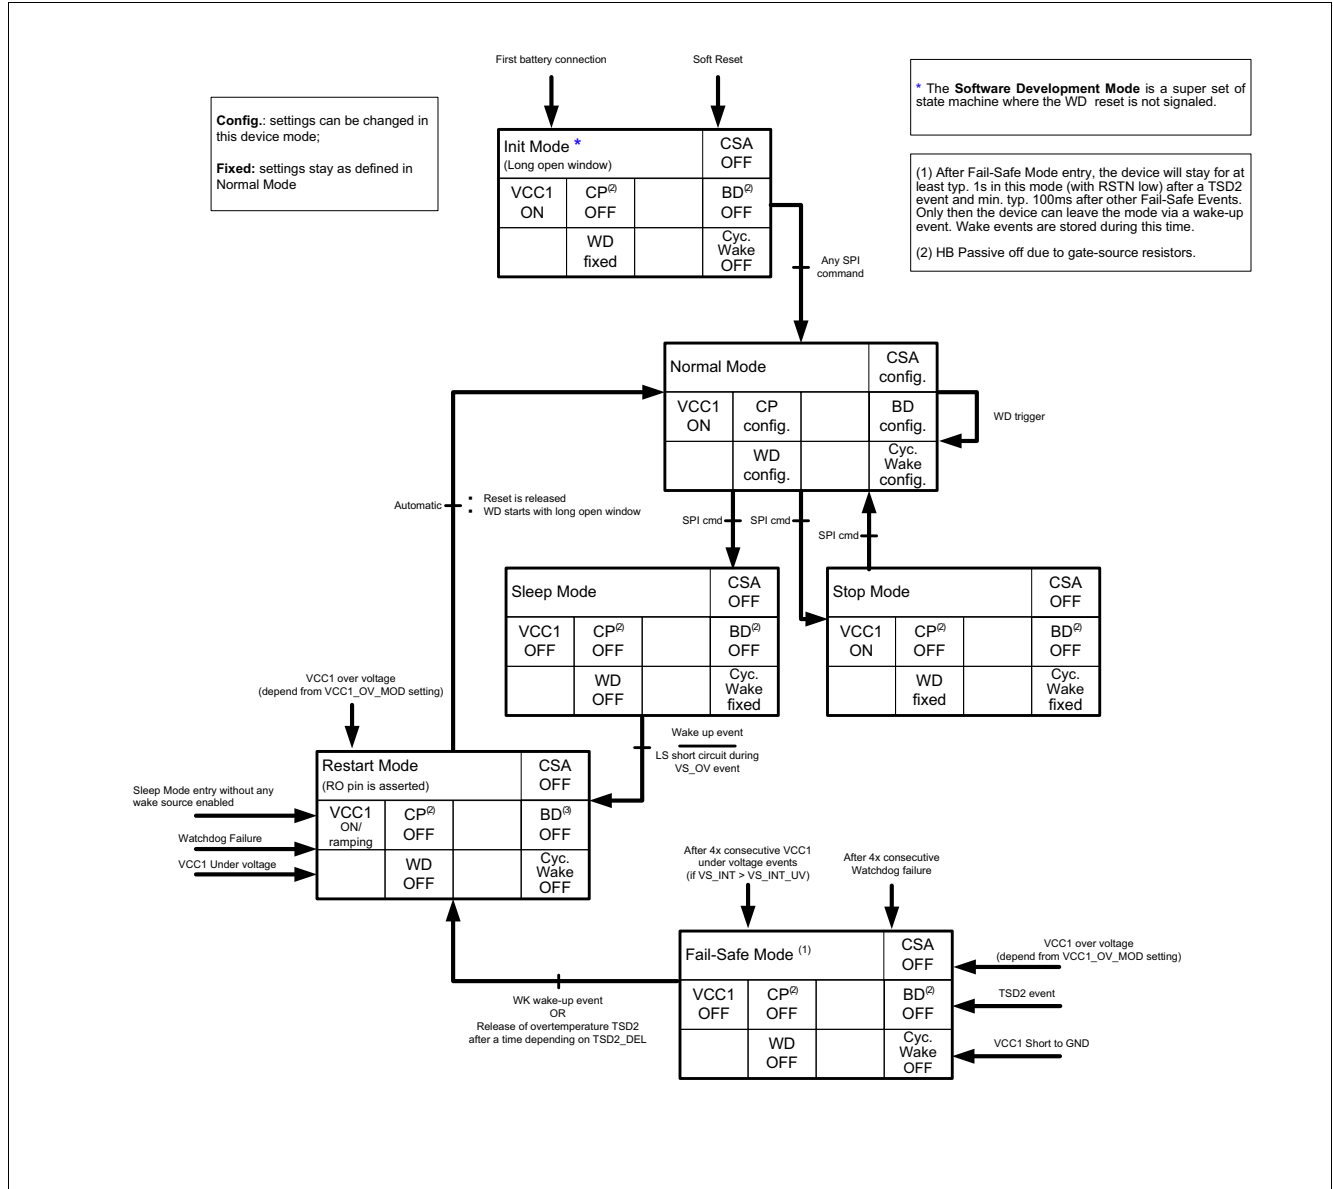 First battery connection
Soft Reset
Config.: settings can be changed in
this device mode;
Fixed: settings stay as defined in
Normal Mode
* The Software Development Mode is a super set of
state machine where the WD reset is not signaled.
(1) After Fail-Safe Mode entry, the device will stay for at
least typ. 1s in this mode (with RSTN low) after a TSD2
event and min. typ. 100ms after other Fail-Safe Events.
Only then the device can leave the mode via a wake-up
event. Wake events are stored during this time.
(2) HB Passive off due to gate-source resistors.
Init Mode *
(Long open window)
CSA
OFF
VCC1
ON
CP(2)
OFF
BD(2)
OFF
WD
fixed
Cyc.
Wake
OFF
Any SPI
command
Normal Mode
CSA
config.
VCC1
ON
CP
config.
BD
config.
WD
config.
Cyc.
Wake
config.
WD trigger
Automatic
▪ Reset is released
▪ WD starts with long open window
SPI cmd
SPI cmd
SPI cmd
Sleep Mode
CSA
OFF
VCC1
OFF
CP(2)
OFF
BD(2)
OFF
WD
OFF
Cyc.
Wake
fixed
Stop Mode
CSA
OFF
VCC1
ON
CP(2)
OFF
BD(2)
OFF
WD
fixed
Cyc.
Wake
fixed
VCC1 over voltage
(depend from VCC1_OV_MOD setting)
Wake up event
LS short circuit during
VS_OV event
Restart Mode
(RO pin is asserted)
CSA
OFF
VCC1
ON/
ramping
CP(2)
OFF
BD(3)
OFF
WD
OFF
Cyc.
Wake
OFF
Sleep Mode entry without any
wake source enabled
Watchdog Failure
VCC1 Under voltage
After 4x consecutive VCC1
under voltage events
(if VS_INT > VS_INT_UV)
After 4x consecutive
Watchdog failure
Fail-Safe Mode (1)
CSA
OFF
VCC1
OFF
CP(2)
OFF
BD(2)
OFF
WD
OFF
Cyc.
Wake
OFF
VCC1 over voltage
(depend from VCC1_OV_MOD setting)
TSD2 event
VCC1 Short to GND
WK wake-up event
OR
Release of overtemperature TSD2
after a time depending on TSD2_DEL